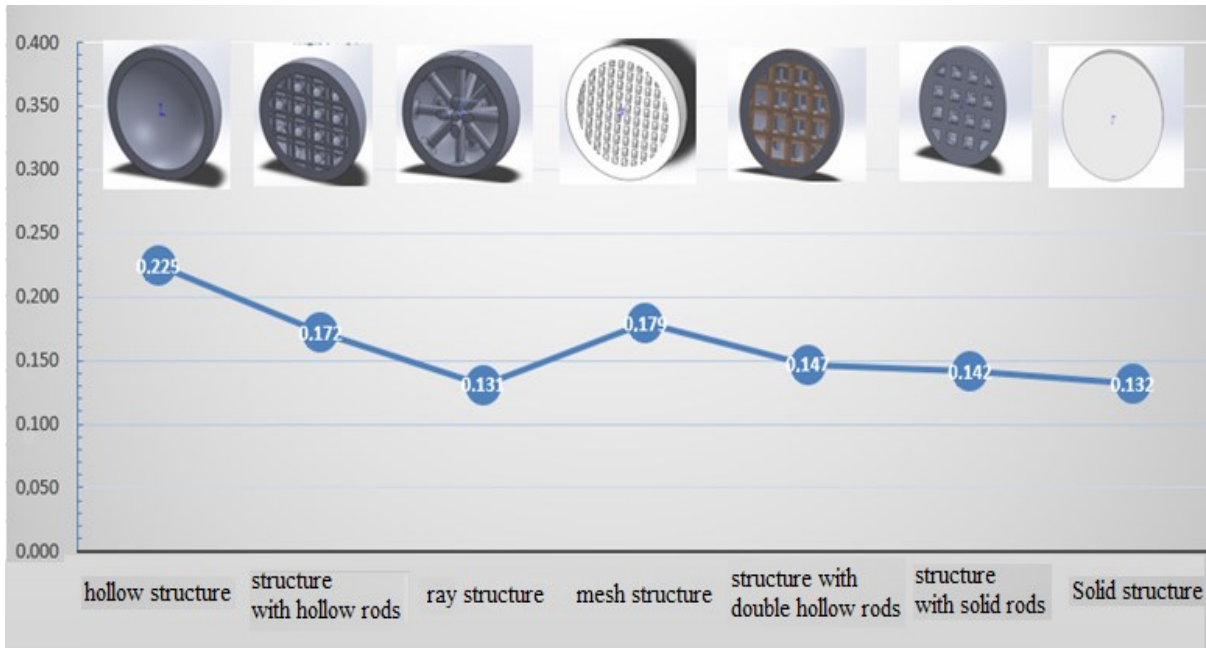 0.400
0.350
0.300
0.250
0.200
0.150
0.100
0,050
0.000
0.225
0.172
0.131
0.179
0.147
0.142
0.132
hollow structure
structure
with hollow rods
ray structure
mesh structure
structure with
double hollow rods
structure
with solid rods
Solid structure